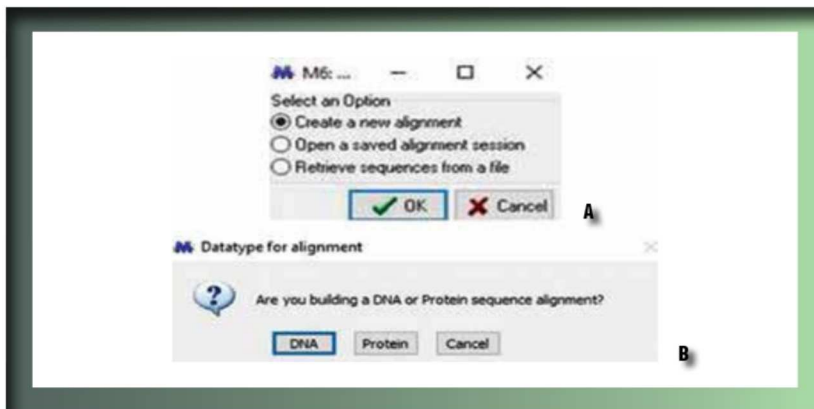 M6: ...
Select an Option
Create a new alignment
Open a saved alignment session
Retrieve sequences from a file
OK Cancel
A
Datatype for alignment
Are you building a DNA or Protein sequence alignment?
DNA Protein Cancel
B